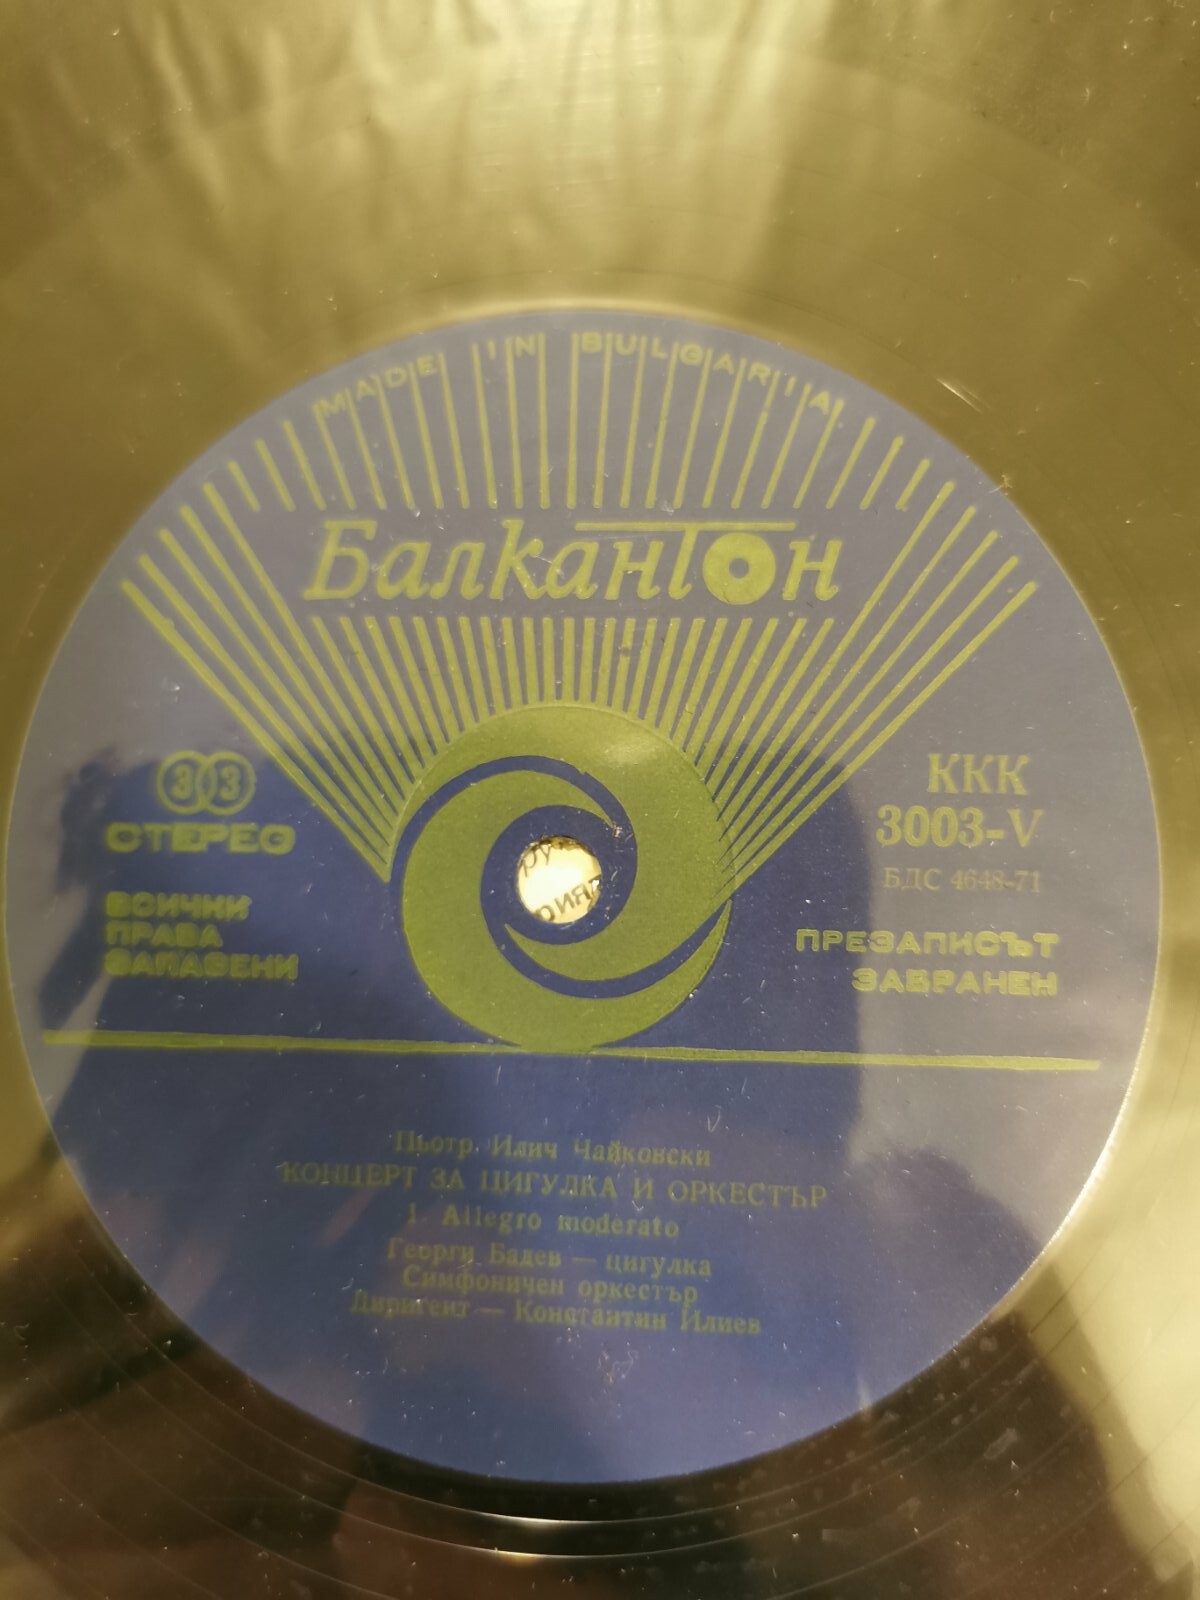 MADE IN BULGARIA
Балкантон
33
СТЕРЕО
ВСИЧКИ
ПРАВА
ЗАПАЗЕНИ
ККК
3003-V
БДС 4648-71
ПРЕЗАПИСЪТ
ЗАБРАНЕН
Пьотр Илич Чайковски
КОНЦЕРТ ЗА ЦИГУЛКА И ОРКЕСТЪР
1. Allegro moderato
Георги Бадев — цигулка
Симфоничен оркестър
Диригент — Константин Илиев